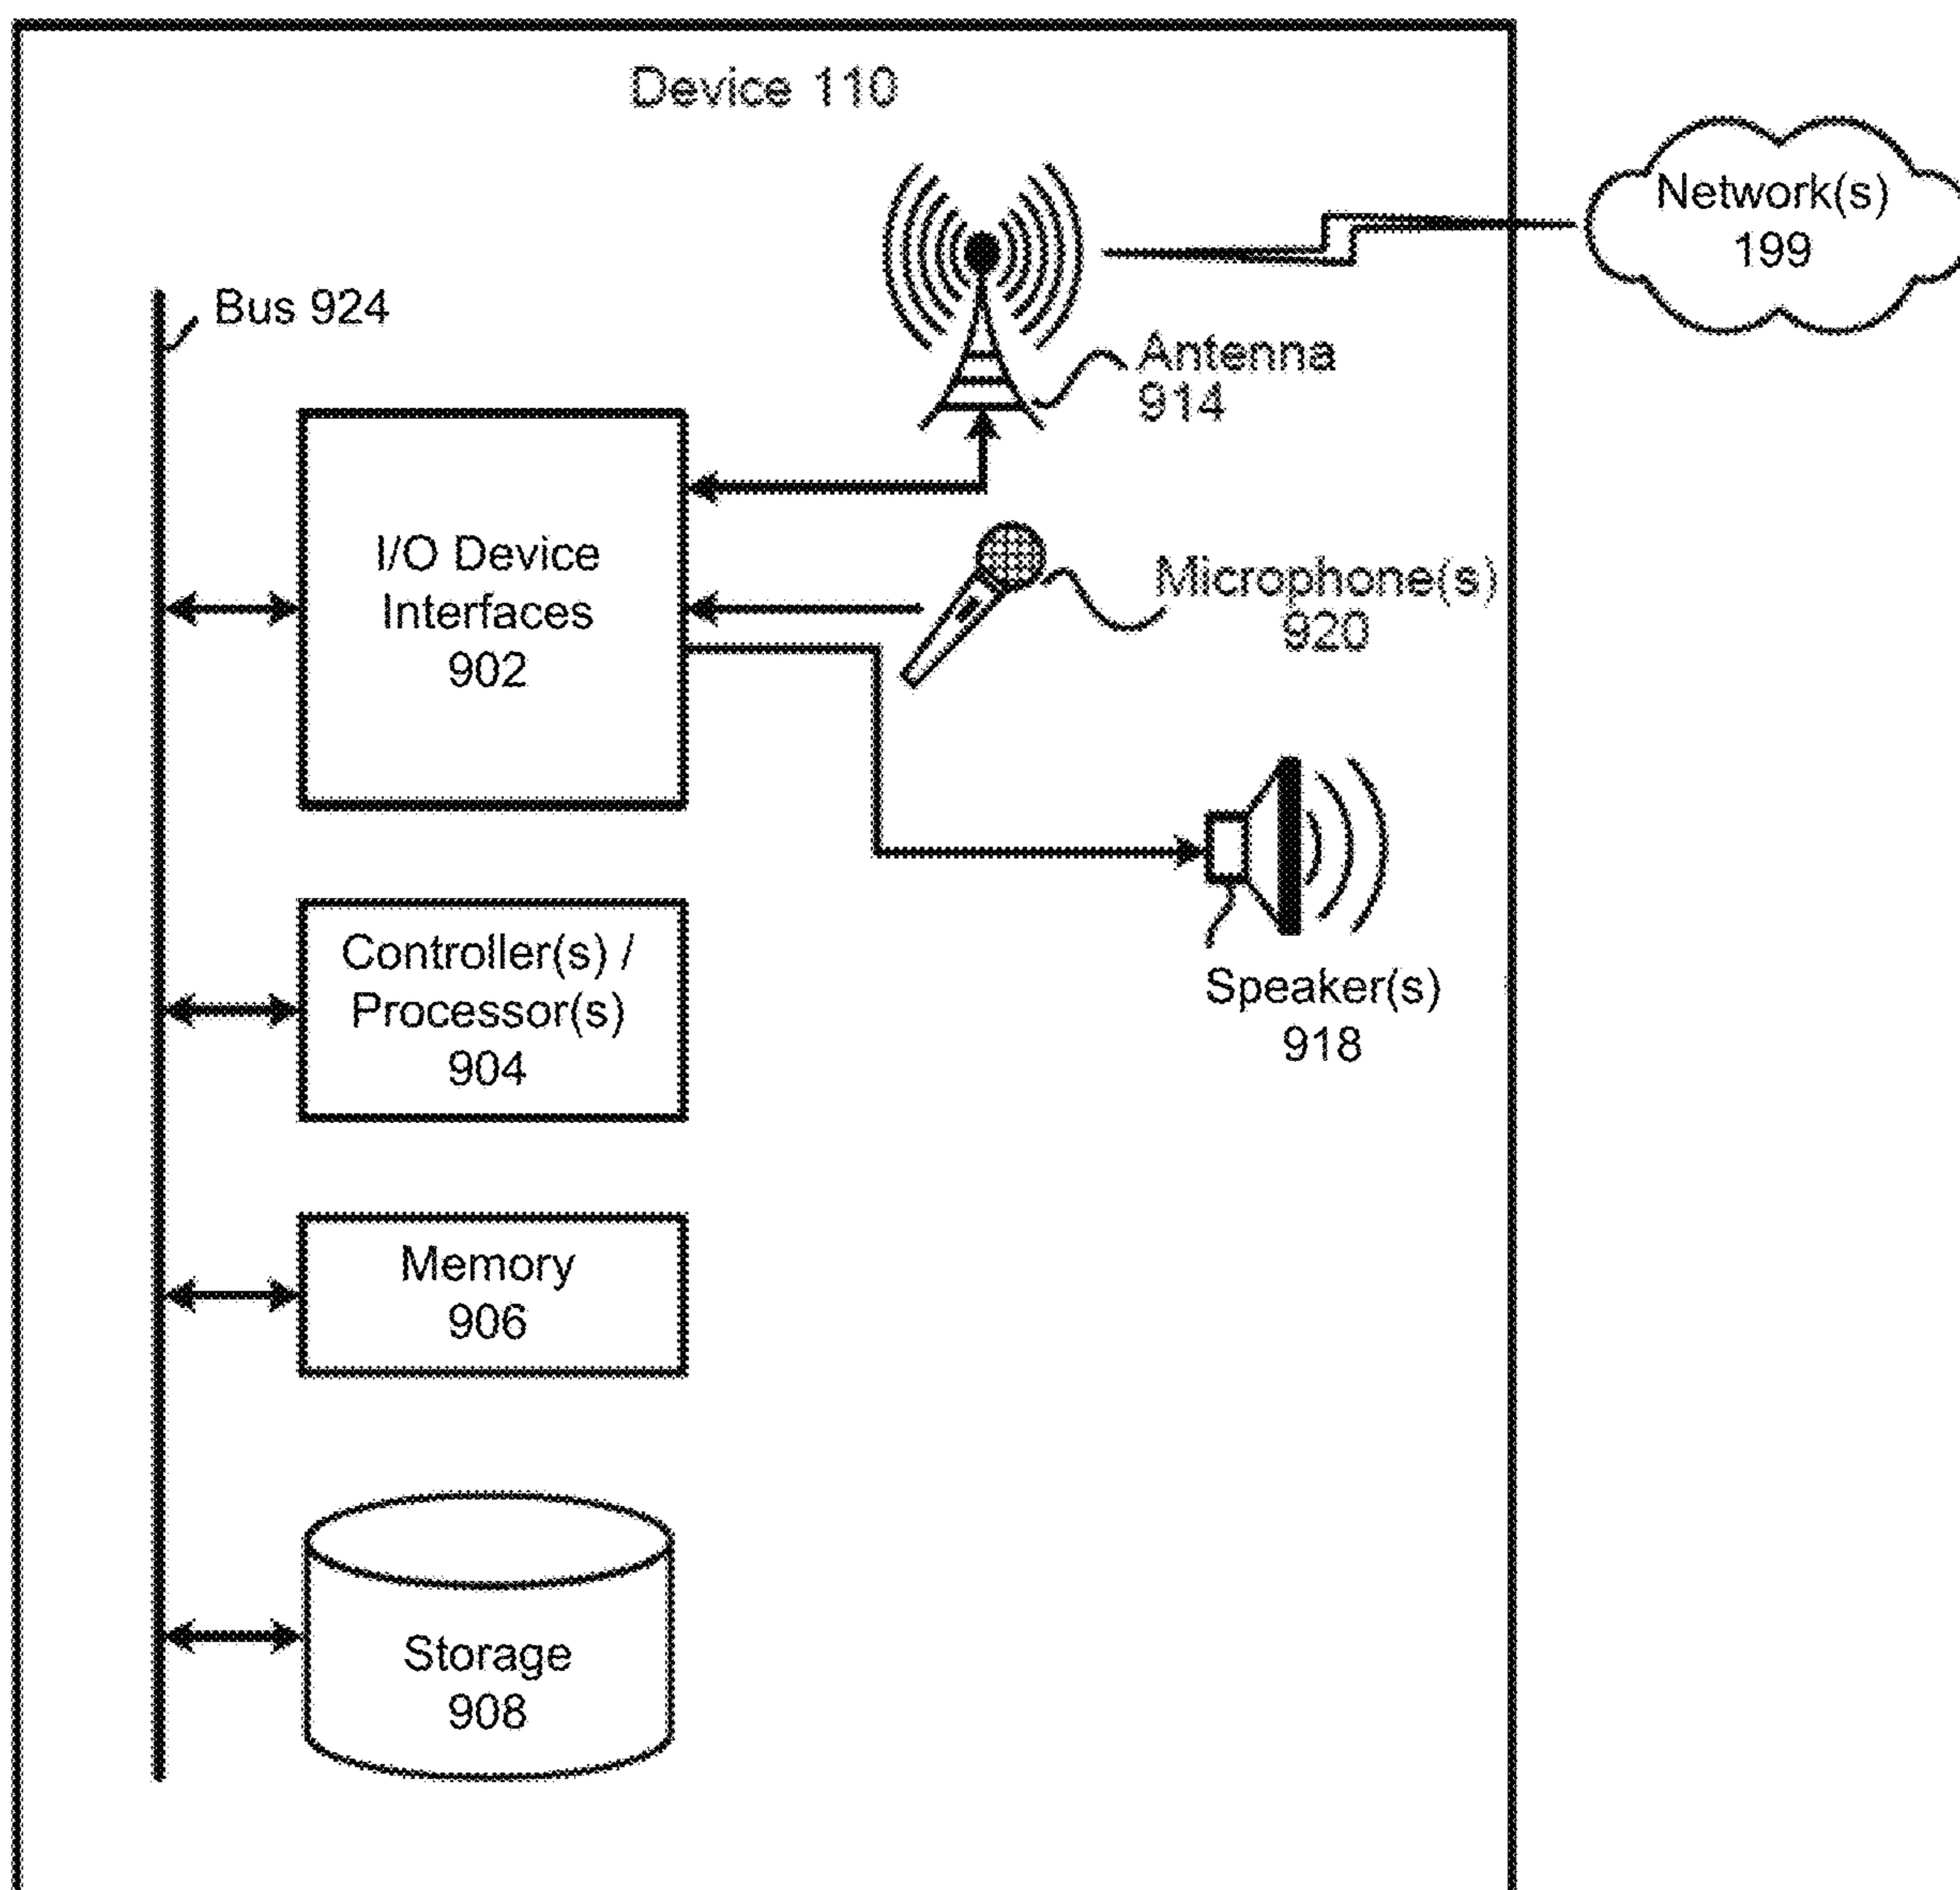 Device 110
Network(s)
199
Bus 924
Antenna
914
I/O Device
Interfaces
902
Microphone(s)
920
Controller(s) /
Processor(s)
904
Speaker(s)
918
Memory
906
Storage
908